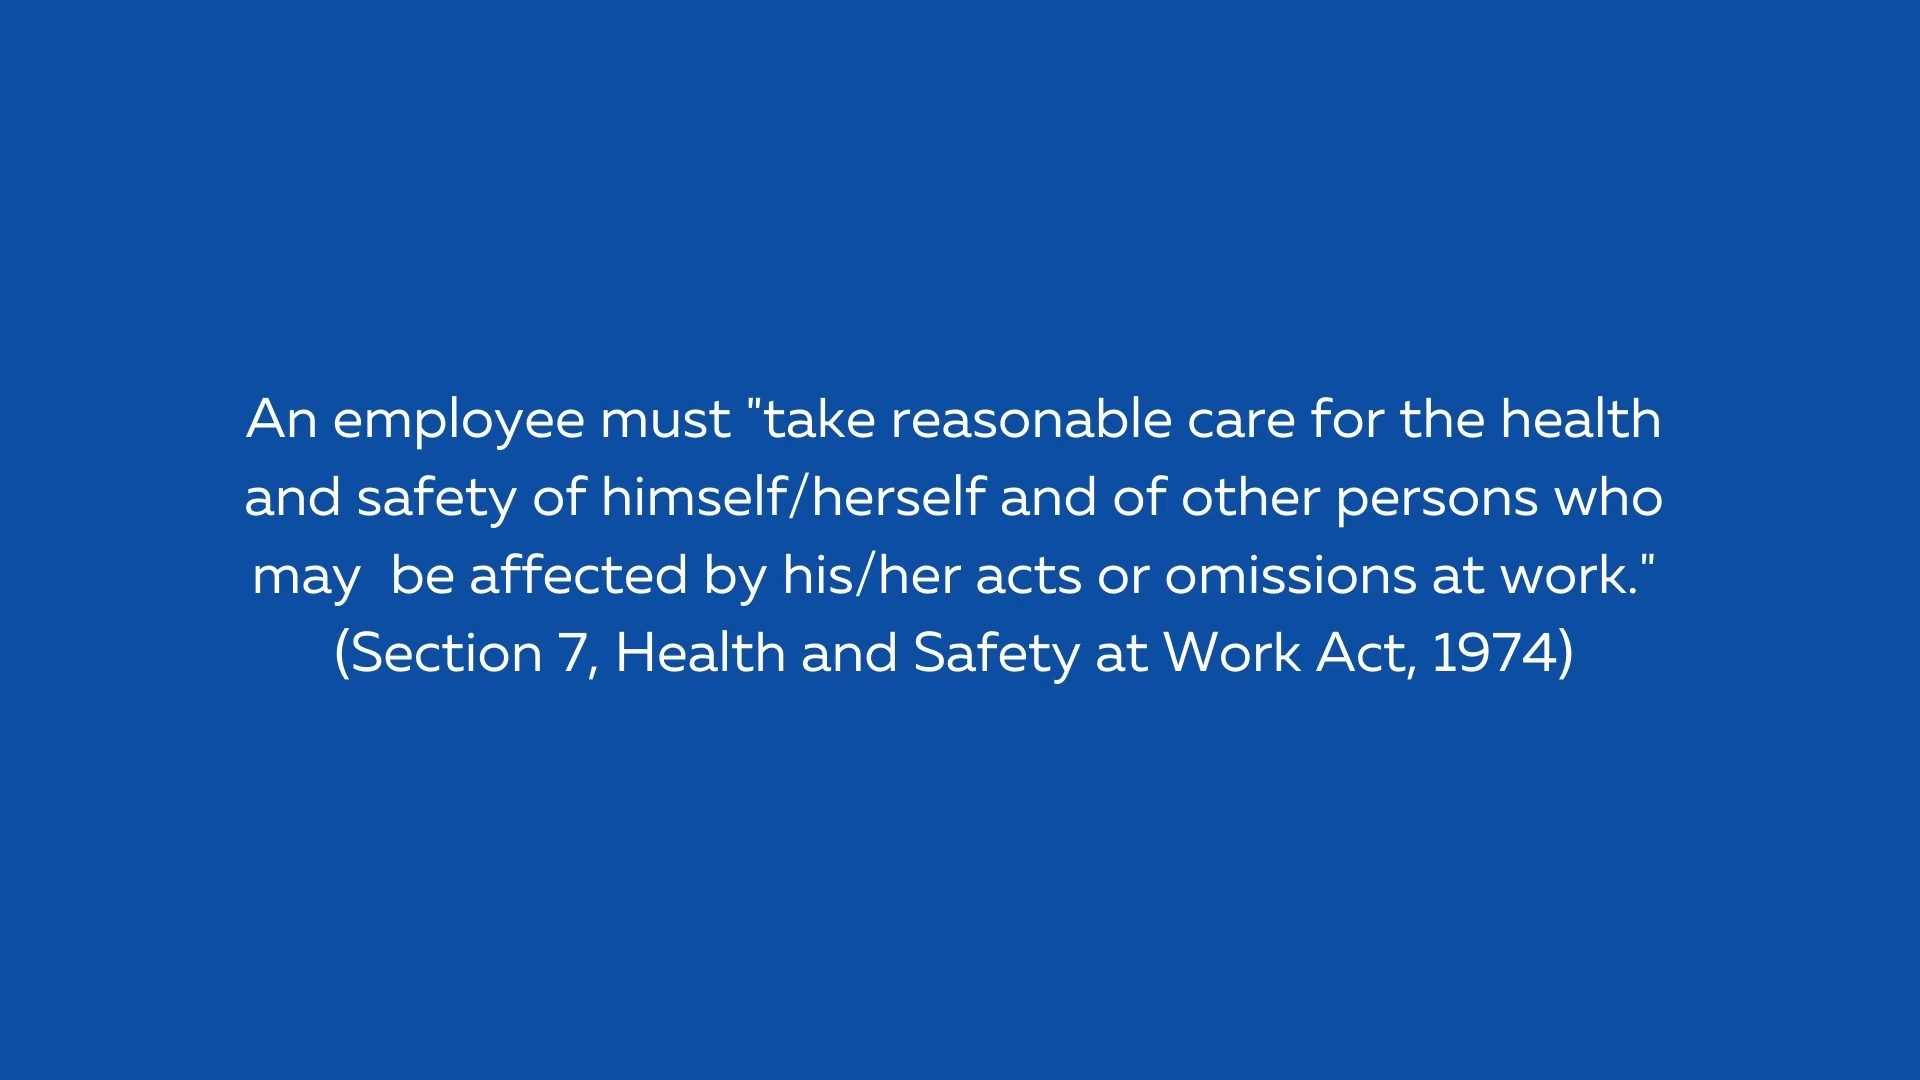 An employee must "take reasonable care for the health
and safety of himself/herself and of other persons who
may  be affected by his/her acts or omissions at work."
(Section 7, Health and Safety at Work Act, 1974)